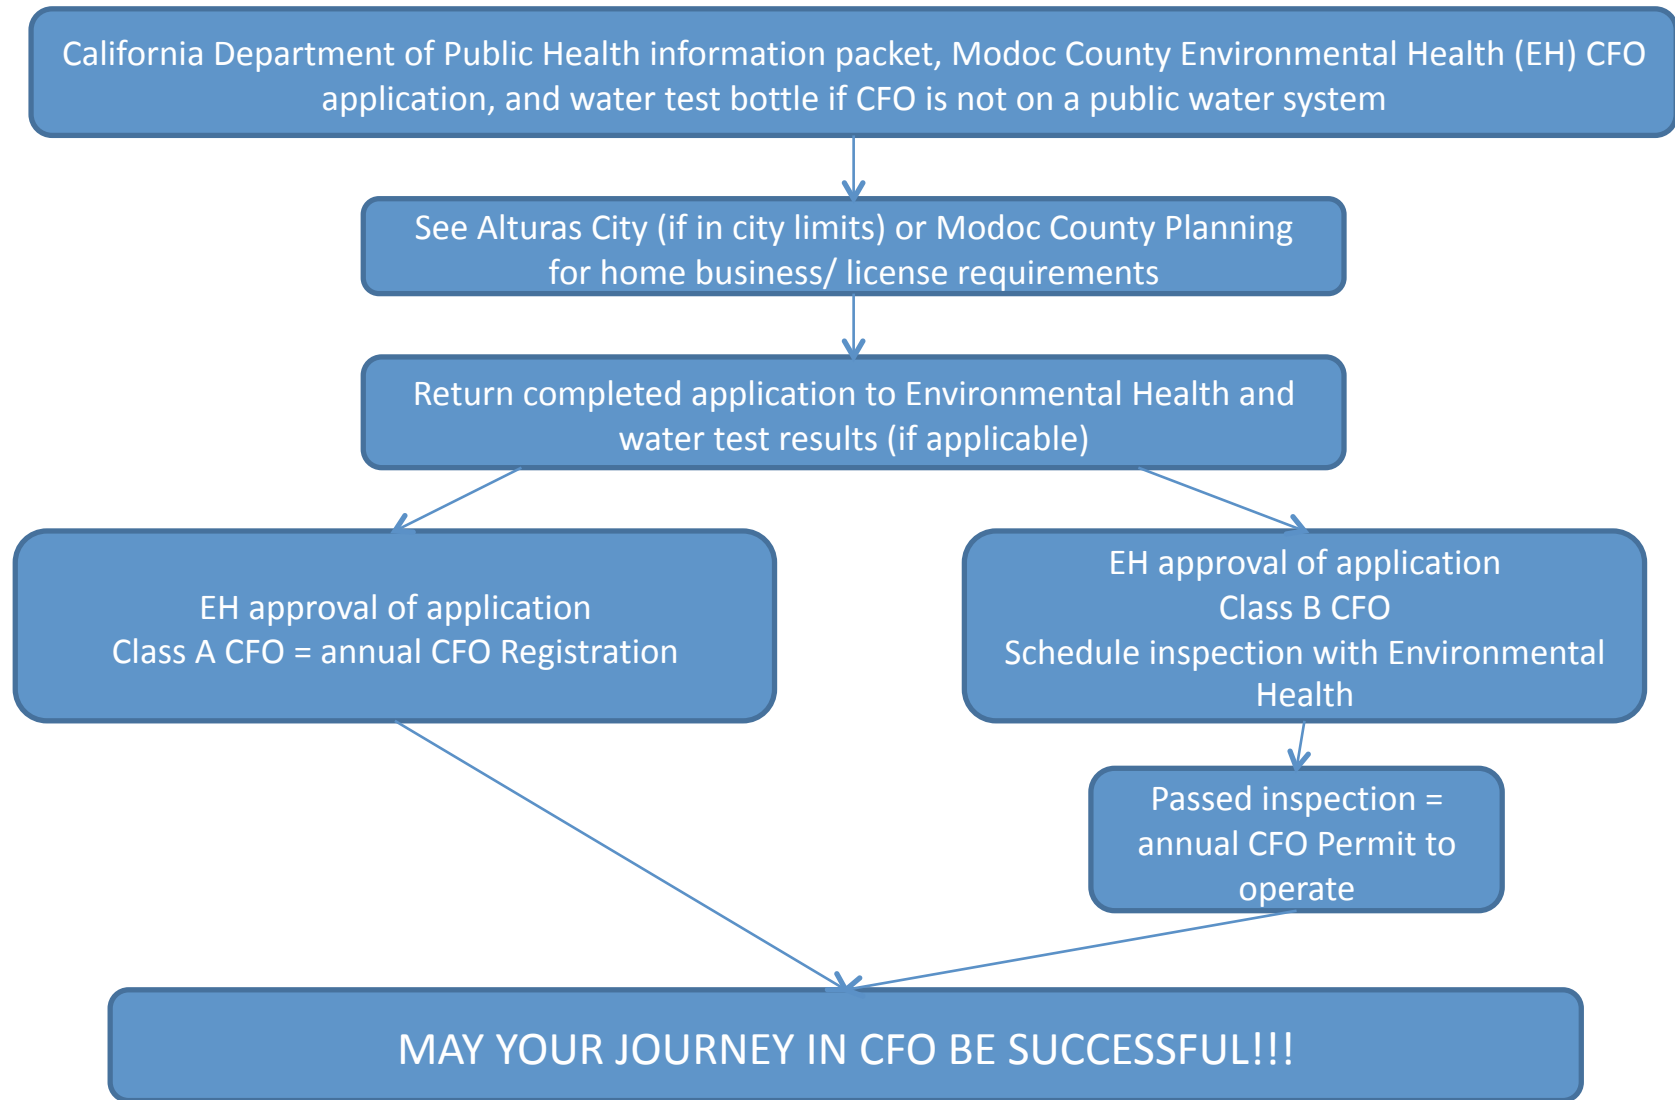 California Department of Public Health information packet, Modoc County Environmental Health (EH) CFO
application, and water test bottle if CFO is not on a public water system
See Alturas City (if in city limits) or Modoc County Planning
for home business/ license requirements
Return completed application to Environmental Health and
water test results (if applicable)
EH approval of application
Class A CFO = annual CFO Registration
EH approval of application
Class B CFO
Schedule inspection with Environmental
Health
Passed inspection =
annual CFO Permit to
operate
MAY YOUR JOURNEY IN CFO BE SUCCESSFUL!!!